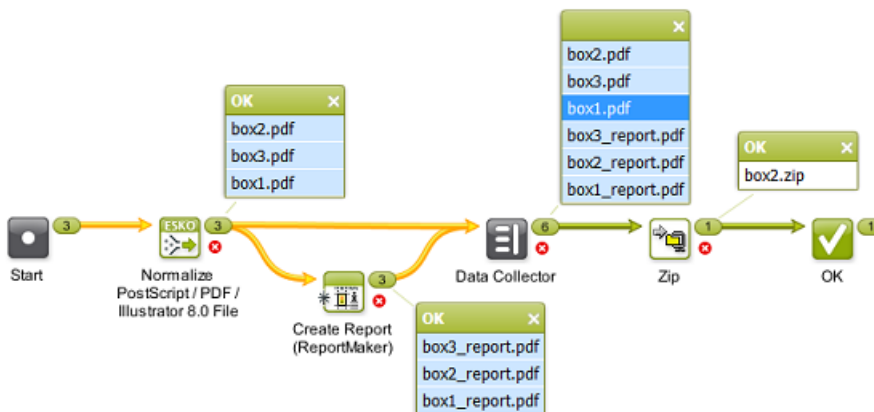 box2.pdf
box3.pdf
box1.pdf
box3_report.pdf
box2_report.pdf
box1_report.pdf
OK
box2.pdf
box3.pdf
box1.pdf
OK
box2.zip
3
ESKO
3
6
1
1
Start
Normalize
PostScript / PDF /
Illustrator 8.0 File
Data Collector
Zip
OK
3
Create Report
(ReportMaker)
OK
box3_report.pdf
box2_report.pdf
box1_report.pdf